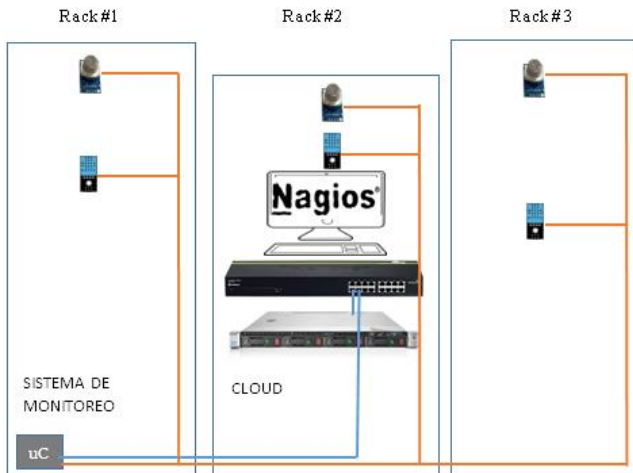 Rack #1
Rack #2
Rack #3
Nagios®
SISTEMA DE
MONITOREO
CLOUD
uC